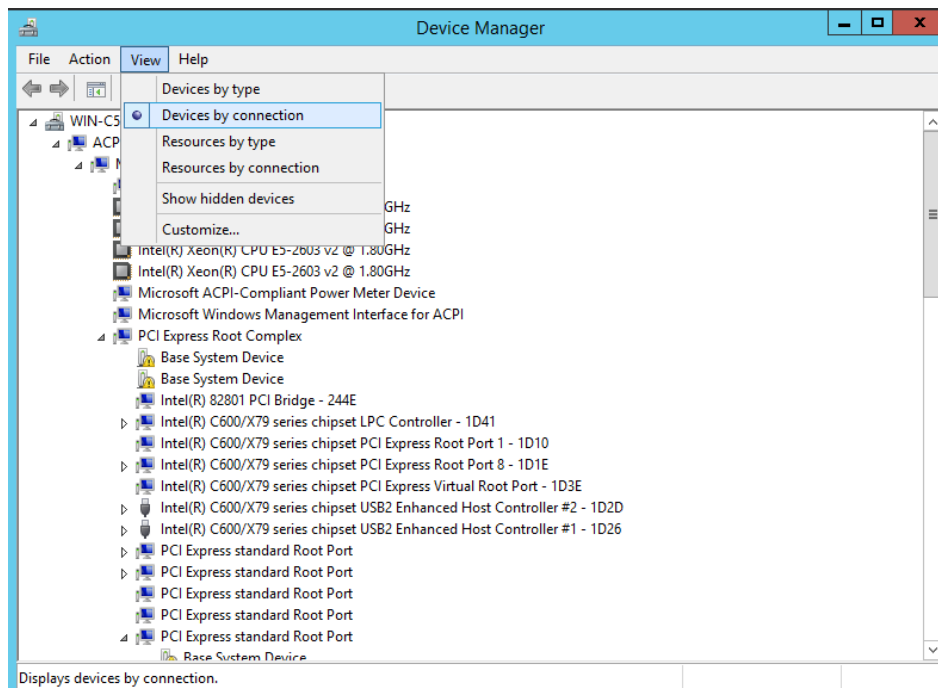 Device Manager
File Action View Help
Devices by type
WIN-C5
Devices by connection
ACP
Resources by type
Resources by connection
Show hidden devices
GHz
Customize...
GHz
Intel(R) Xeon(R) CPU E5-2603 v2 @ 1.80GHz
Intel(R) Xeon(R) CPU E5-2603 v2 @ 1.80GHz
Microsoft ACPI-Compliant Power Meter Device
Microsoft Windows Management Interface for ACPI
PCI Express Root Complex
Base System Device
Base System Device
Intel(R) 82801 PCI Bridge - 244E
Intel(R) C600/X79 series chipset LPC Controller - 1D41
Intel(R) C600/X79 series chipset PCI Express Root Port 1 - 1D10
Intel(R) C600/X79 series chipset PCI Express Root Port 8 - 1D1E
Intel(R) C600/X79 series chipset PCI Express Virtual Root Port - 1D3E
Intel(R) C600/X79 series chipset USB2 Enhanced Host Controller #2 - 1D2D
Intel(R) C600/X79 series chipset USB2 Enhanced Host Controller #1 - 1D26
PCI Express standard Root Port
PCI Express standard Root Port
PCI Express standard Root Port
PCI Express standard Root Port
PCI Express standard Root Port
Base System Device
Displays devices by connection.